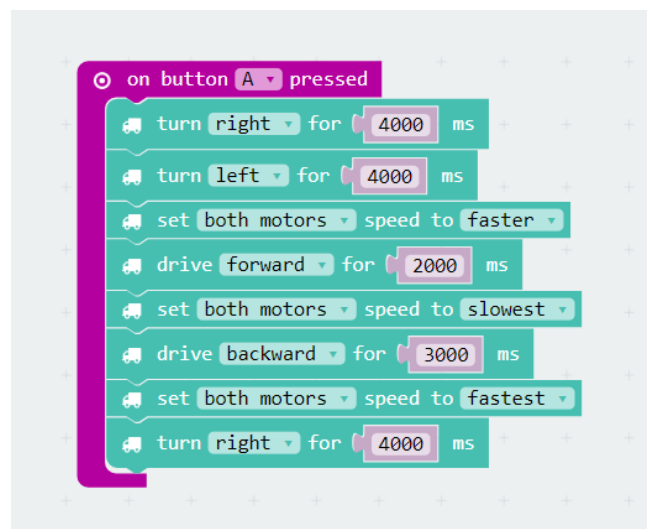 on button A pressed
turn right for 4000 ms
turn left for 4000 ms
set both motors speed to faster
drive forward for 2000 ms
set both motors speed to slowest
drive backward for 3000 ms
set both motors speed to fastest
turn right for 4000 ms